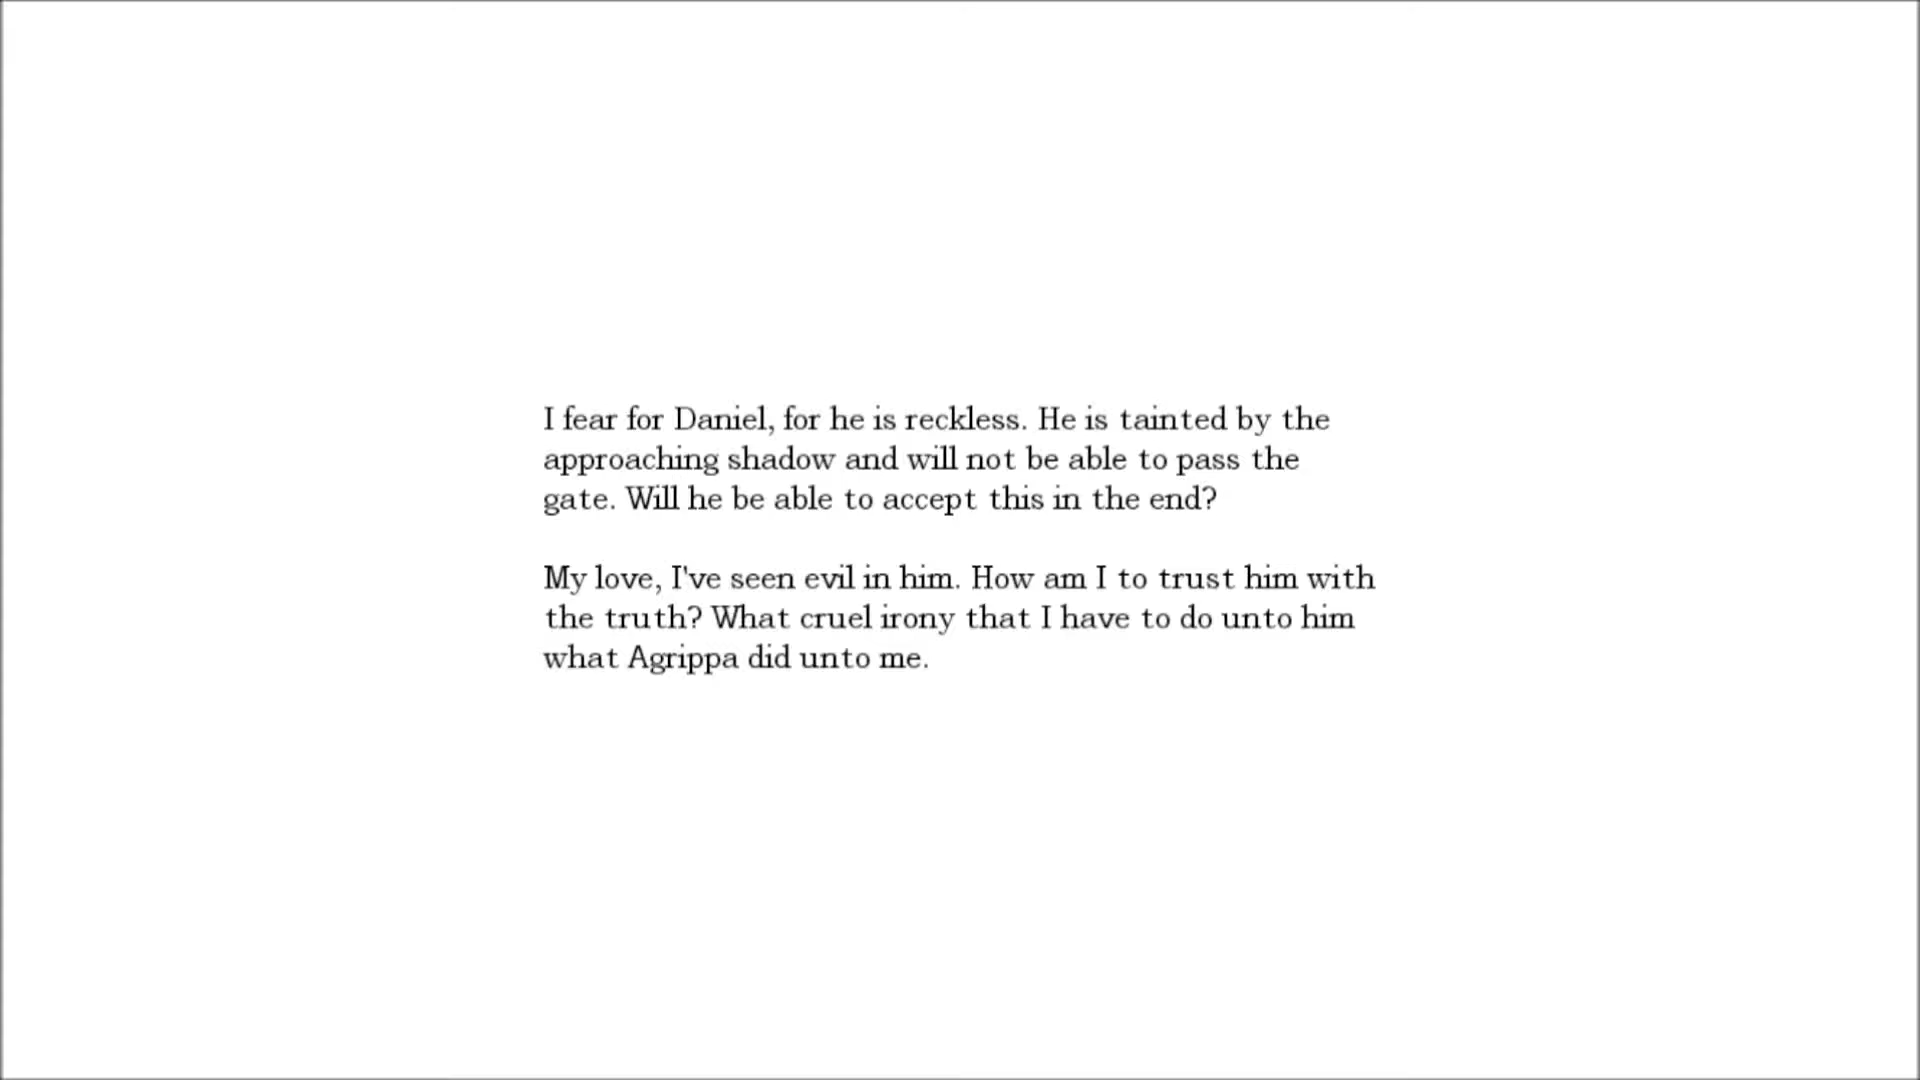 I fear for Daniel, for he is reckless. He is tainted by the
approaching shadow and will not be able to pass the
gate. Will he be able to accept this in the end?
My love, I've seen evil in him. How am I to trust him with
the truth? What cruel irony that I have to do unto him
what Agrippa did unto me.